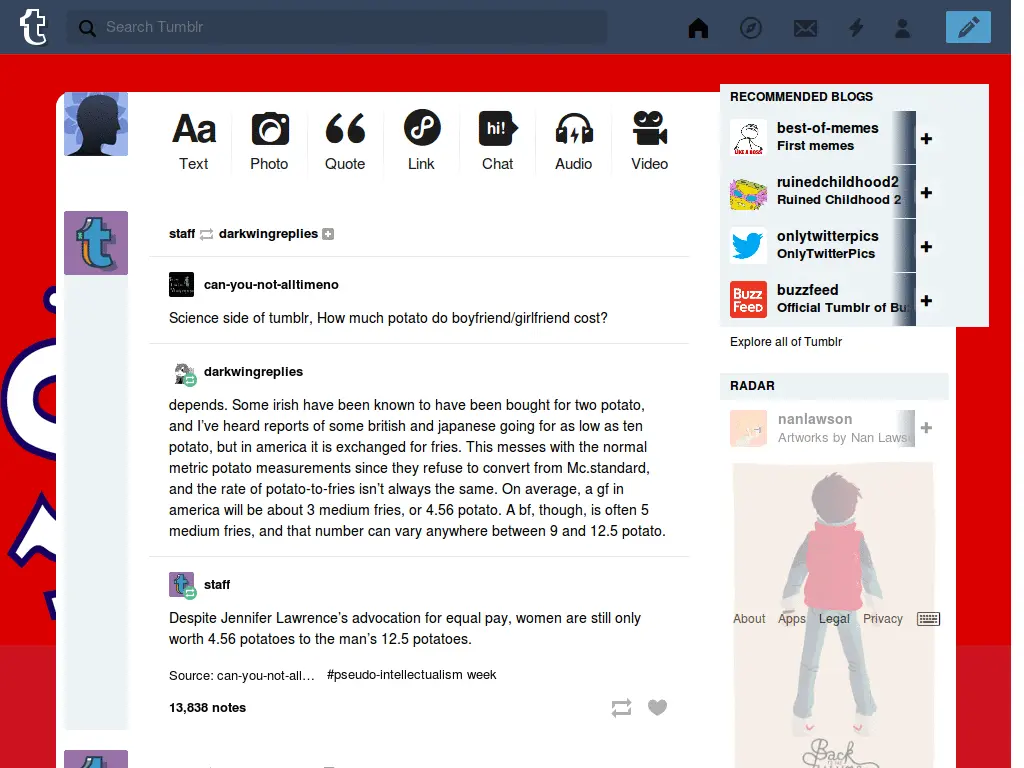 Search Tumblr
Aa
hi!
Text
Photo
Quote
Link
Chat
Audio
Video
staff darkwingreplies
can-you-not-alltimeno
Science side of tumblr, How much potato do boyfriend/girlfriend cost?
darkwingreplies
depends. Some irish have been known to have been bought for two potato,
and I've heard reports of some british and japanese going for as low as ten
potato, but in america it is exchanged for fries. This messes with the normal
metric potato measurements since they refuse to convert from Mc.standard,
and the rate of potato-to-fries isn't always the same. On average, a gf in
america will be about 3 medium fries, or 4.56 potato. A bf, though, is often 5
medium fries, and that number can vary anywhere between 9 and 12.5 potato.
staff
Despite Jennifer Lawrence's advocation for equal pay, women are still only
worth 4.56 potatoes to the man's 12.5 potatoes.
Source: can-you-not-all… #pseudo-intellectualism week
13,838 notes
RECOMMENDED BLOGS
LIKE A BOSS
best-of-memes
First memes
ruinedchildhood2
Ruined Childhood 2
onlytwitterpics
OnlyTwitterPics
BUZZ
FEED
buzzfeed
Official Tumblr of Bu
Explore all of Tumblr
RADAR
nanlawson
Artworks by Nan Lawso
About Apps Legal Privacy
Back